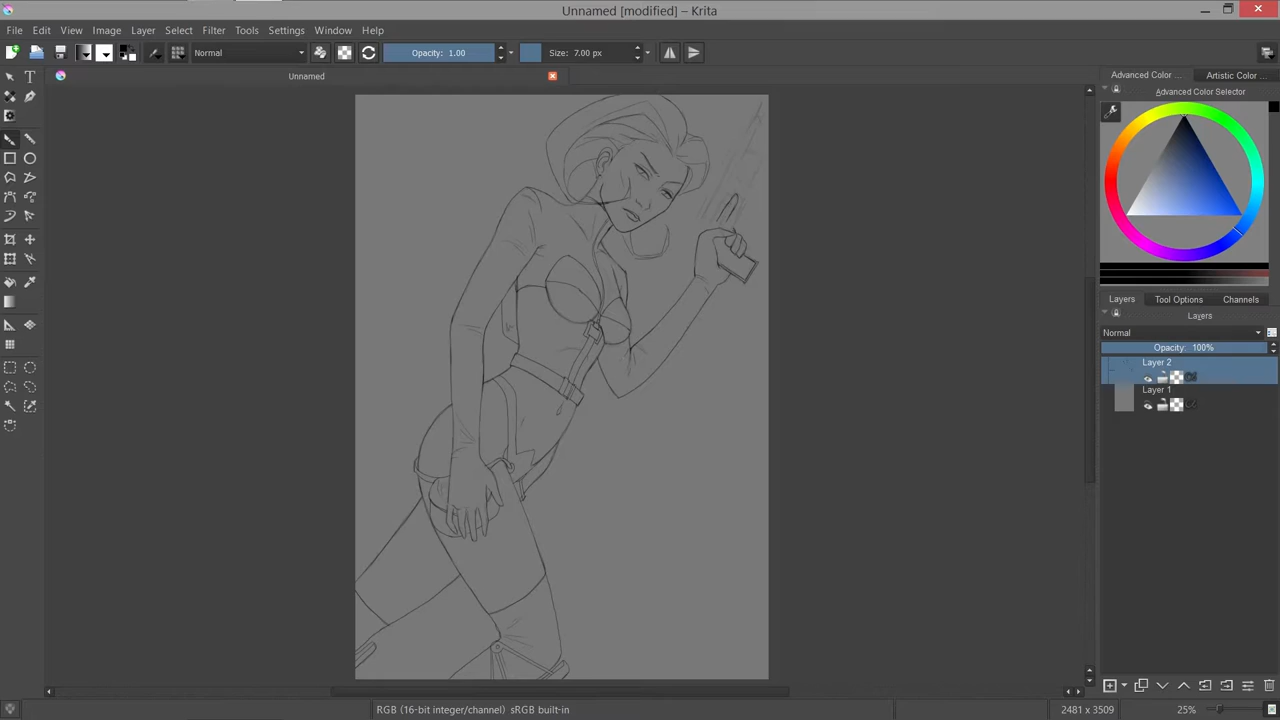 Unnamed [modified] – Krita
File Edit View Image Layer Select Filter Tools Settings Window Help
Normal Opacity: 1.00 Size: 7.00 px
Unnamed
Advanced Color ... Artistic Color ...
Advanced Color Selector
Layers Tool Options Channels
Layers
Normal
Opacity: 100%
Layer 2
Layer 1
RGB (16-bit integer/channel) sRGB built-in 2481 x 3509 25%